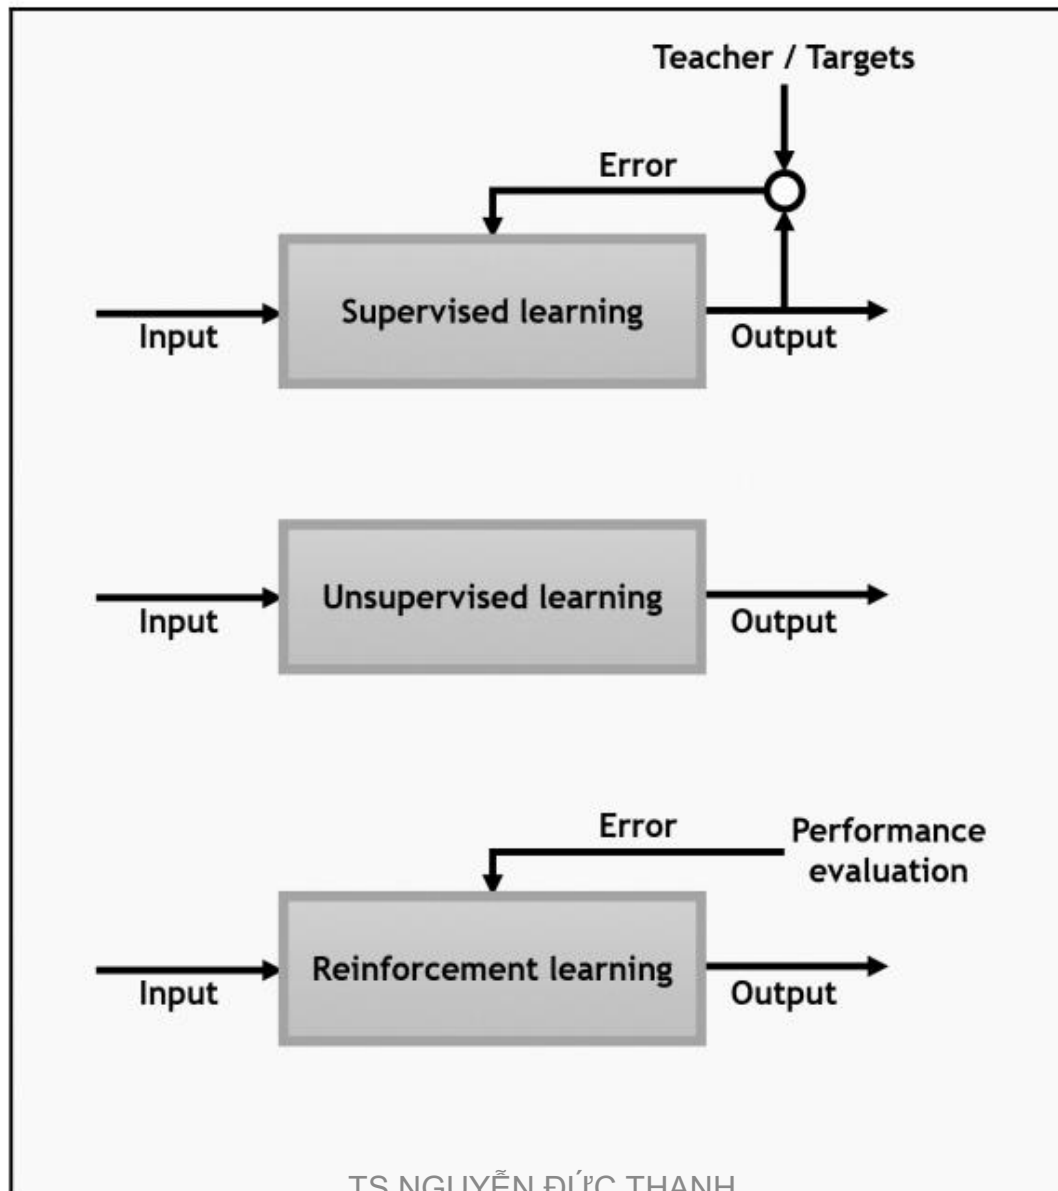 Teacher / Targets
Error
Supervised learning
Input
Output
Unsupervised learning
Input
Output
Error
Performance
evaluation
Reinforcement learning
Input
Output
TS NGUYỄN ĐỨC THANH